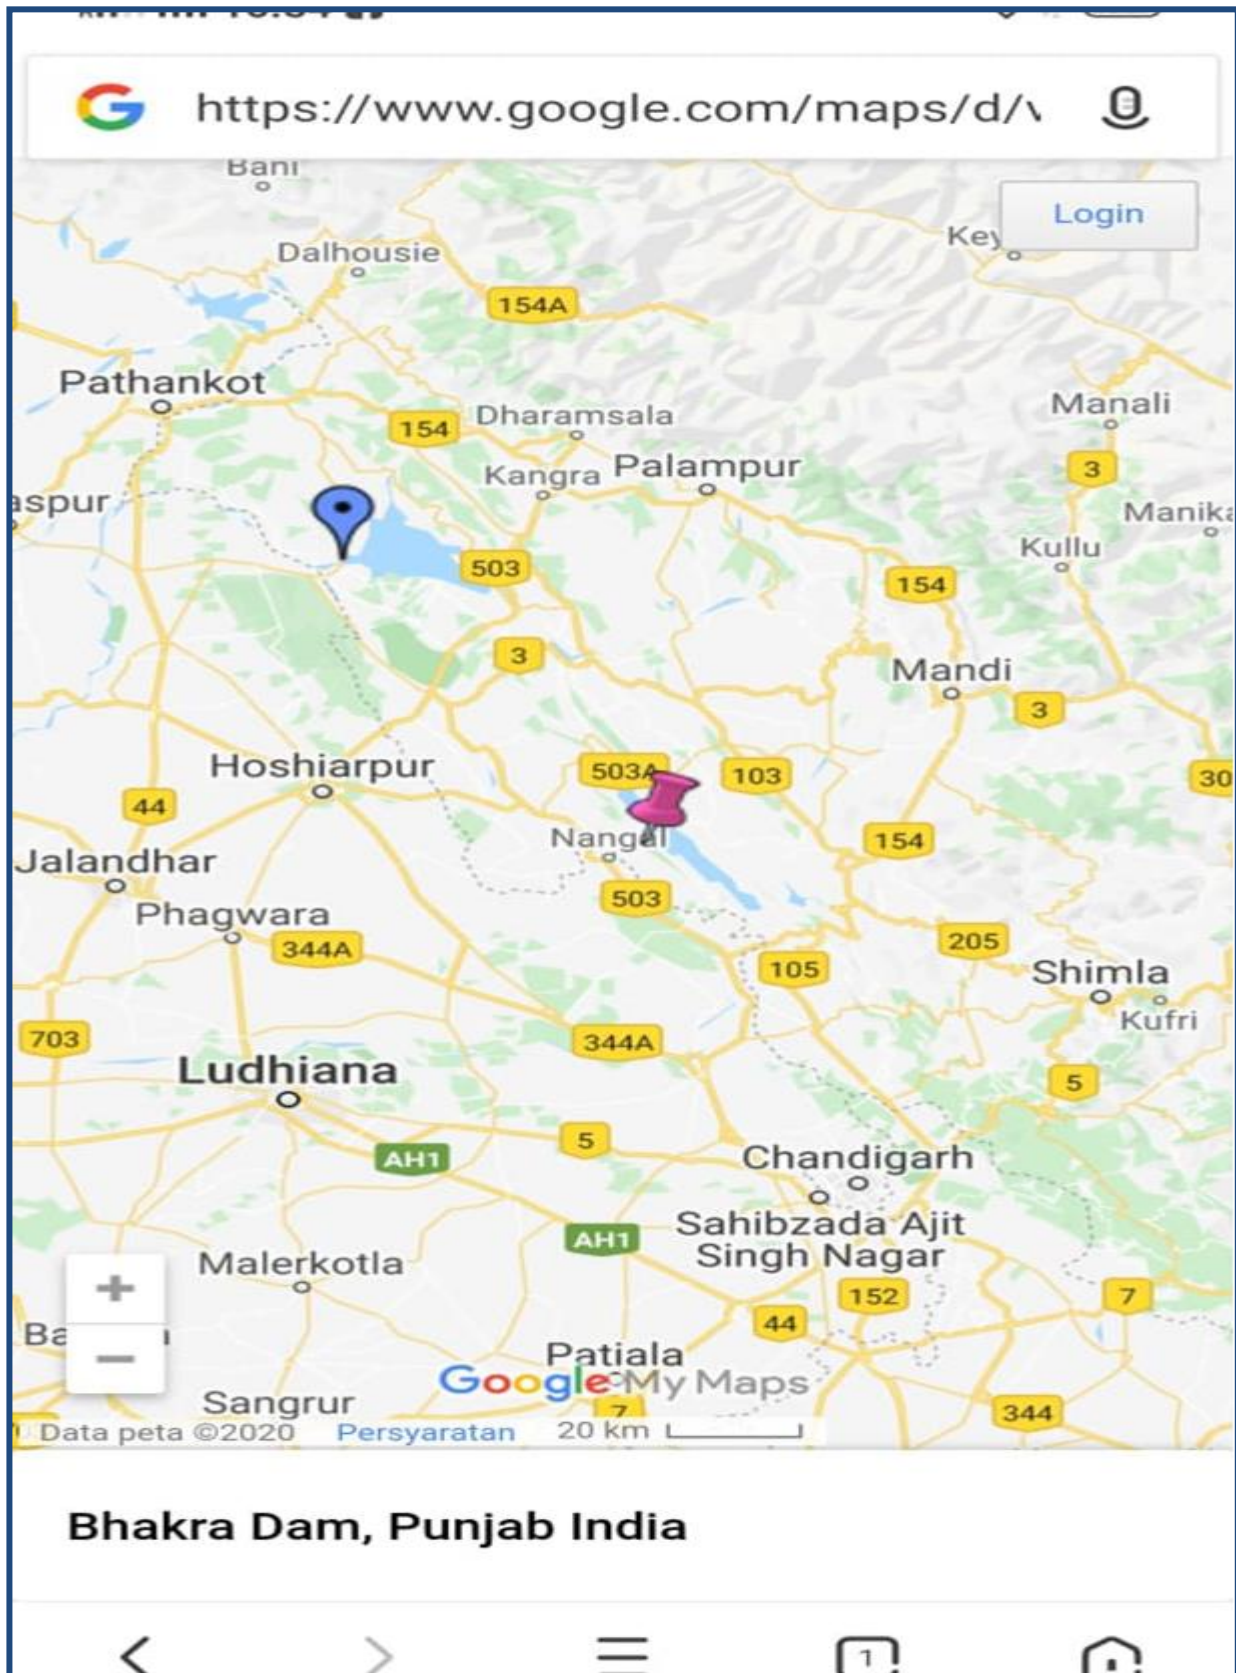 https://www.google.com/maps/d/
Bani
Login
Dalhousie
Key
154A
Pathankot
Manali
154
Dharamsala
Kangra
Palampur
3
aspur
Manika
Kullu
503
154
3
Mandi
3
Hoshiarpur
503A
103
30
44
Nangal
154
Jalandhar
503
Phagwara
344A
205
105
Shimla
Kufri
703
344A
Ludhiana
5
5
AH1
Chandigarh
Sahibzada Ajit
Singh Nagar
AH1
Malerkotla
+
152
7
44
Ba
−
Patiala
Google My Maps
Sangrur
7
344
Data peta ©2020 Persyaratan 20 km
Bhakra Dam, Punjab India
1